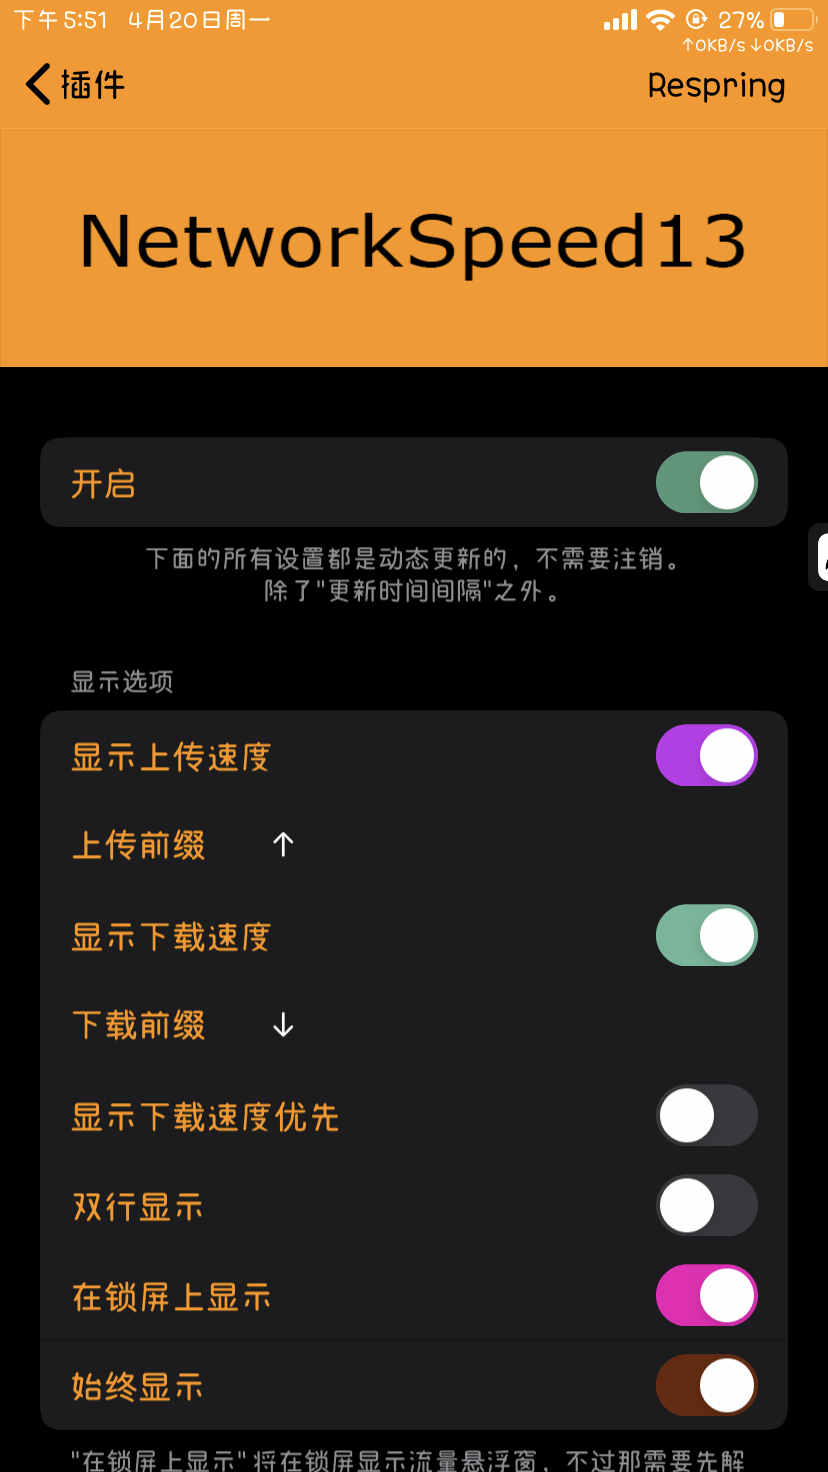 下午5:51 4月20日周一 27%
↑0KB/s↓0KB/s
插件 Respring
NetworkSpeed13
开启
下面的所有设置都是动态更新的，不需要注销。
除了"更新时间间隔"之外。
显示选项
显示上传速度
上传前缀 ↑
显示下载速度
下载前缀 ↓
显示下载速度优先
双行显示
在锁屏上显示
始终显示
"在锁屏上显示"将在锁屏显示流量悬浮窗，不过那需要先解